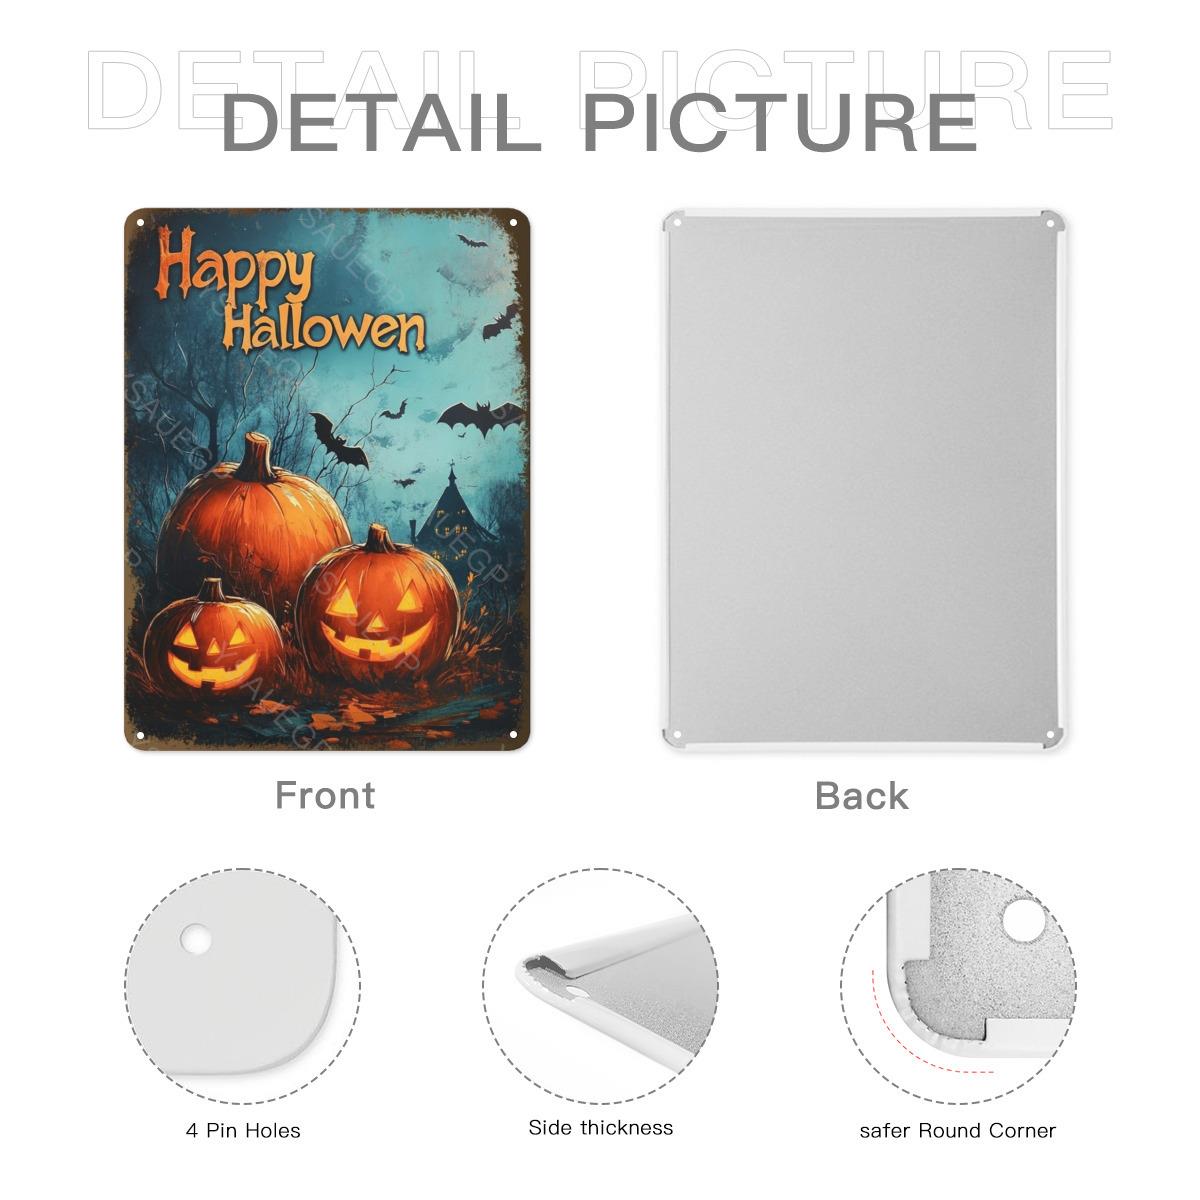 DETAIL PICTURE
DETAIL PICTURE
Happy
Hallowen
Front
Back
4 Pin Holes
Side thickness
safer Round Corner